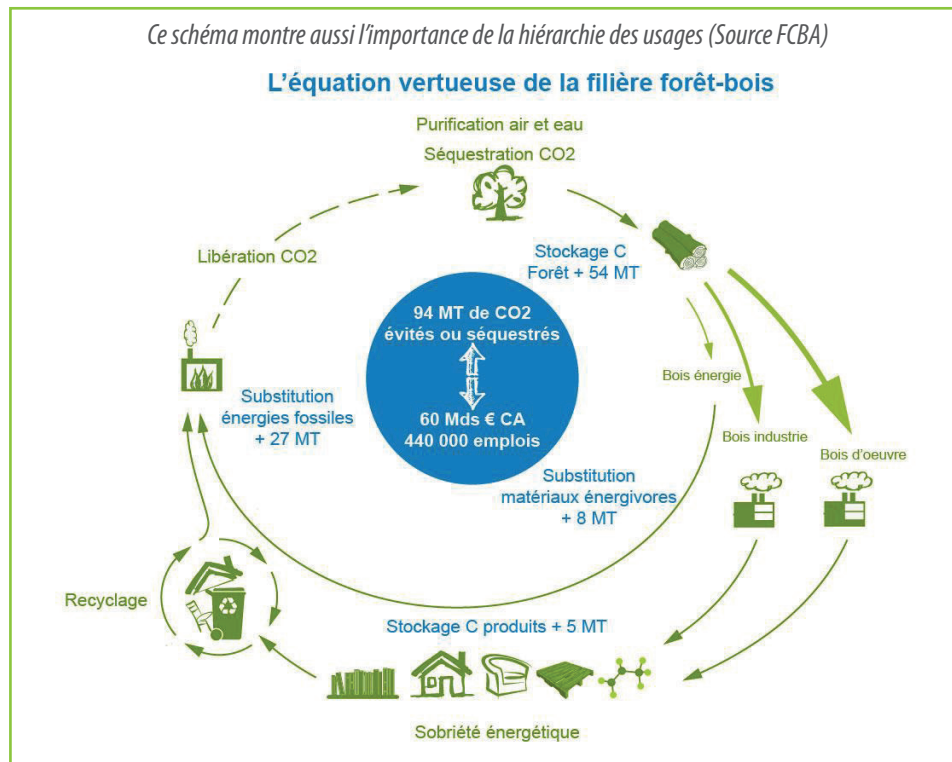 Ce schéma montre aussi l'importance de la hiérarchie des usages (Source FCBA)
L'équation vertueuse de la filière forêt-bois
Purification air et eau
Séquestration CO2
Libération CO2
Stockage C
Forêt + 54 MT
94 MT de CO2
évités ou séquestrés
60 Mds € CA
440 000 emplois
Bois énergie
Substitution
énergies fossiles
+ 27 MT
Bois industrie
Bois d'oeuvre
Substitution
matériaux énergivores
+ 8 MT
Recyclage
Stockage C produits + 5 MT
Sobriété énergétique